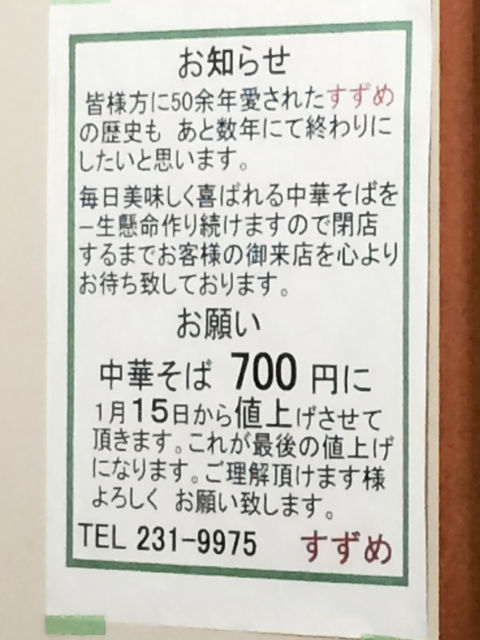 お知らせ
皆様方に50余年愛されたすずめ
の歴史も あと数年にて終わりに
したいと思います。
毎日美味しく喜ばれる中華そばを
一生懸命作り続けますので閉店
するまでお客様の御来店を心より
お待ち致しております。
お願い
中華そば 700 円に
1月15日から値上げさせて
頂きます。これが最後の値上げ
になります。ご理解頂けます様
よろしく お願い致します。
TEL 231-9975 すずめ